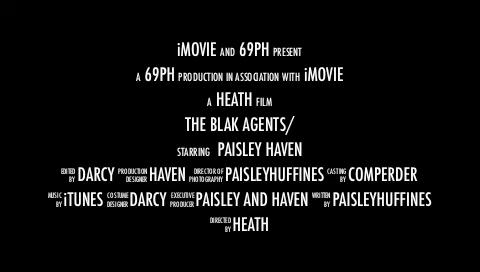 iMOVIE AND 69PH PRESENT
A 69PH PRODUCTION IN ASSOCIATION WITH iMOVIE
A HEATH FILM
THE BLAK AGENTS/
STARRING PAISLEY HAVEN
EDITED BY DARCY PRODUCTION DESIGNER HAVEN DIRECTOR OF PHOTOGRAPHY PAISLEYHUFFINES CASTING BY COMPERDER
MUSIC BY iTUNES COSTUME DESIGNER DARCY EXECUTIVE PRODUCER PAISLEY AND HAVEN WRITTEN BY PAISLEYHUFFINES
DIRECTED BY HEATH